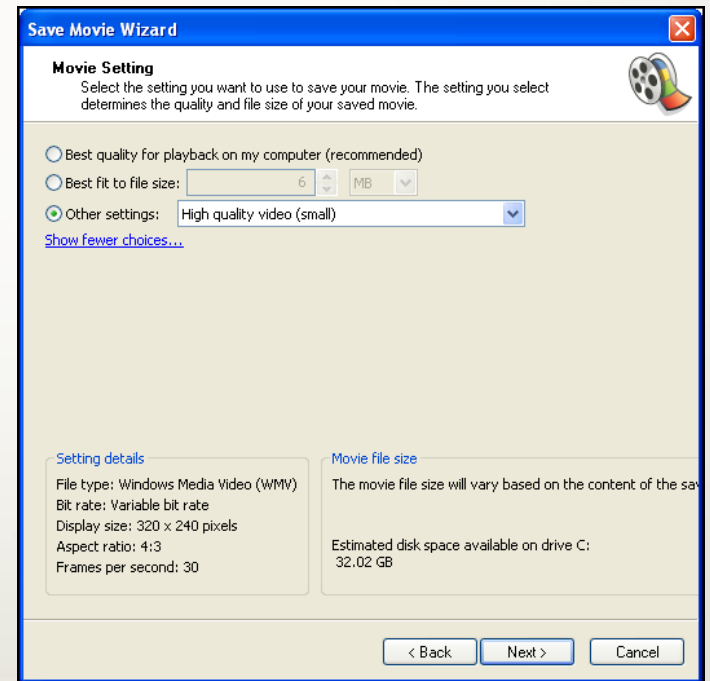 Save Movie Wizard
Movie Setting
Select the setting you want to use to save your movie. The setting you select
determines the quality and file size of your saved movie.
Best quality for playback on my computer (recommended)
Best fit to file size: 6 MB
Other settings: High quality video (small)
Show fewer choices...
Setting details
File type: Windows Media Video (WMV)
Bit rate: Variable bit rate
Display size: 320 x 240 pixels
Aspect ratio: 4:3
Frames per second: 30
Movie file size
The movie file size will vary based on the content of the
Estimated disk space available on drive C:
32.02 GB
< Back Next > Cancel